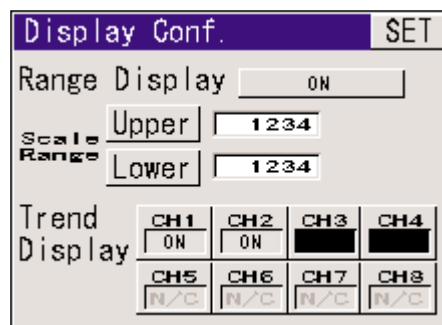 Display Conf. SET
Range Display ON
Scale Range
Upper 1234
Lower 1234
Trend Display
CH1 CH2 CH3 CH4
ON ON
CH5 CH6 CH7 CH8
N/C N/C N/C N/C